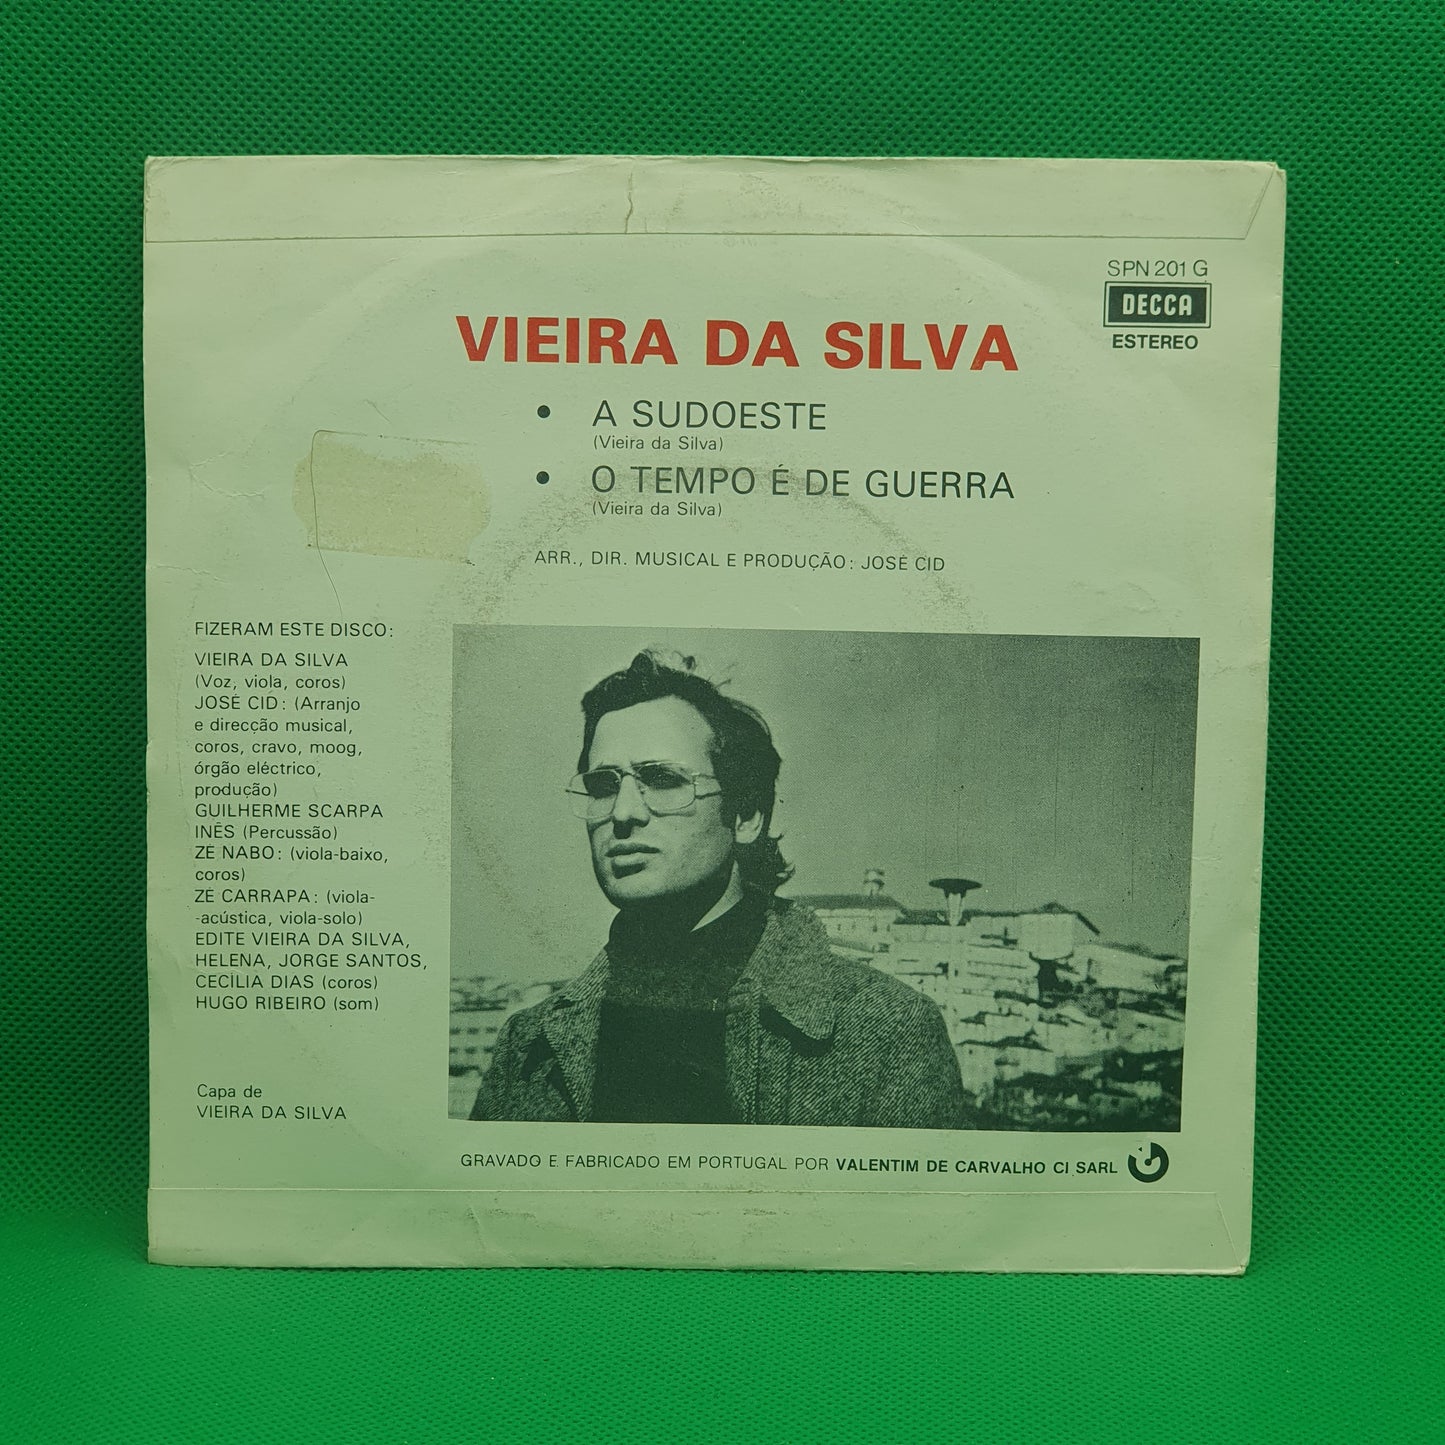 SPN 201 G
DECCA
ESTEREO
VIEIRA DA SILVA
• A SUDOESTE
(Vieira da Silva)
• O TEMPO É DE GUERRA
(Vieira da Silva)
ARR., DIR. MUSICAL E PRODUÇÃO: JOSÉ CID
FIZERAM ESTE DISCO:
VIEIRA DA SILVA
(Voz, viola, coros)
JOSÉ CID: (Arranjo
e direcção musical,
coros, cravo, moog,
órgão eléctrico,
produção)
GUILHERME SCARPA
INÊS (Percussão)
ZÉ NABO: (viola-baixo,
coros)
ZÉ CARRAPA: (viola-
-acústica, viola-solo)
EDITE VIEIRA DA SILVA,
HELENA, JORGE SANTOS,
CECÍLIA DIAS (coros)
HUGO RIBEIRO (som)
Capa de
VIEIRA DA SILVA
GRAVADO E FABRICADO EM PORTUGAL POR VALENTIM DE CARVALHO CI SARL